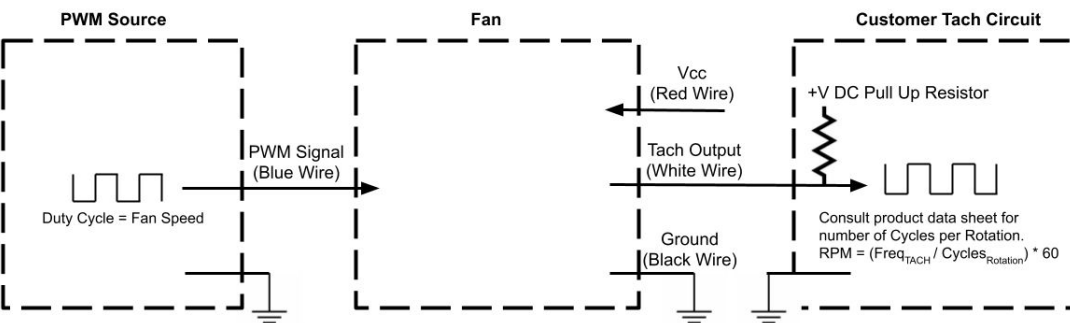 PWM Source
Fan
Customer Tach Circuit
Vcc
(Red Wire)
+V DC Pull Up Resistor
PWM Signal
(Blue Wire)
Tach Output
(White Wire)
Duty Cycle = Fan Speed
Consult product data sheet for
number of Cycles per Rotation.
RPM = (Freq_TACH / Cycles_Rotation) * 60
Ground
(Black Wire)